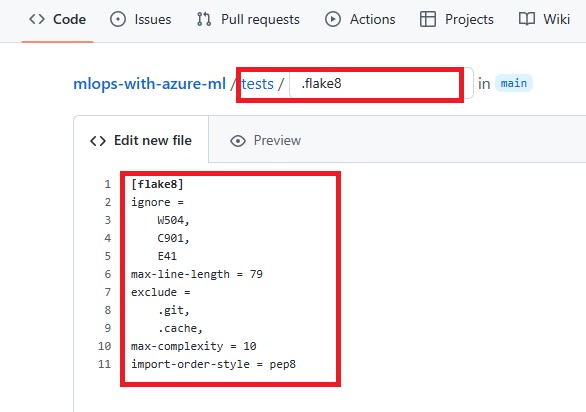 Code Issues Pull requests Actions Projects Wiki
mlops-with-azure-ml / tests / .flake8 in main
Edit new file Preview
1 [flake8]
2 ignore =
3 W504,
4 C901,
5 E41
6 max-line-length = 79
7 exclude =
8 .git,
9 .cache,
10 max-complexity = 10
11 import-order-style = pep8